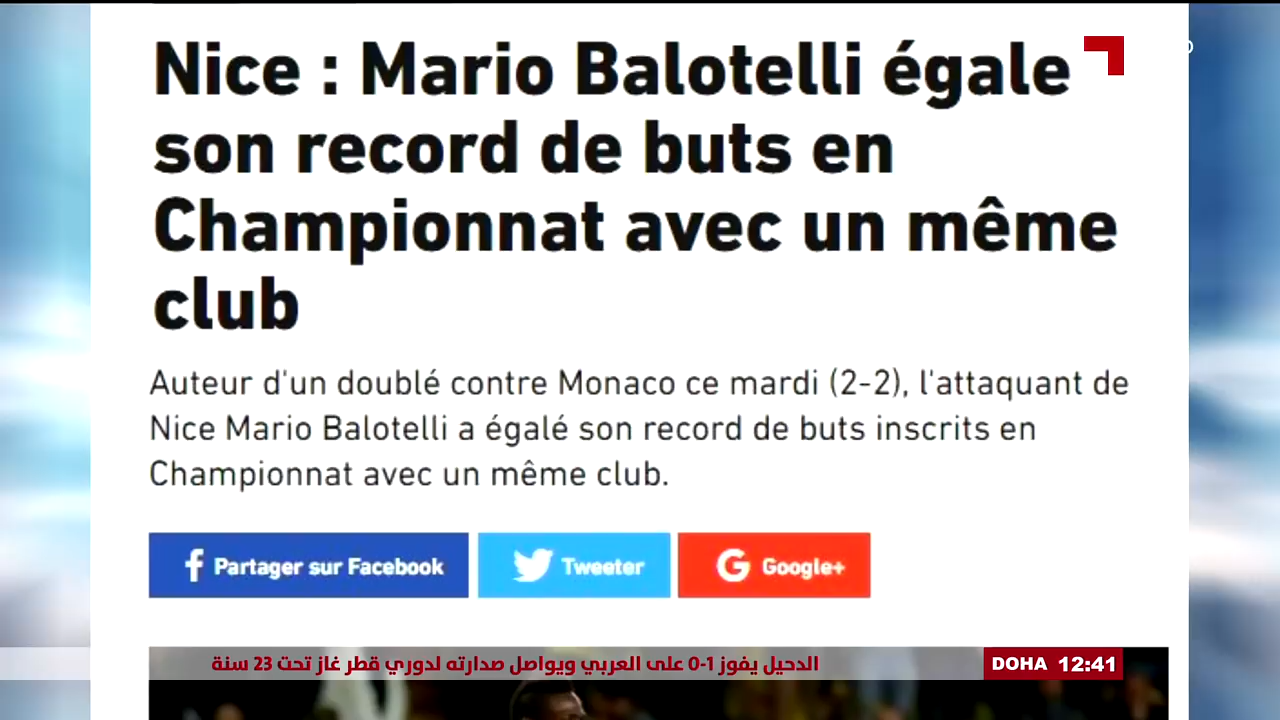 Nice : Mario Balotelli égale
son record de buts en
Championnat avec un même
club
Auteur d'un doublé contre Monaco ce mardi (2-2), l'attaquant de
Nice Mario Balotelli a égalé son record de buts inscrits en
Championnat avec un même club.
Partager sur Facebook Tweeter Google+
الدحيل يفوز 1-0 على العربي ويواصل صدارته لدوري قطر غاز تحت 23 سنة
DOHA 12:41